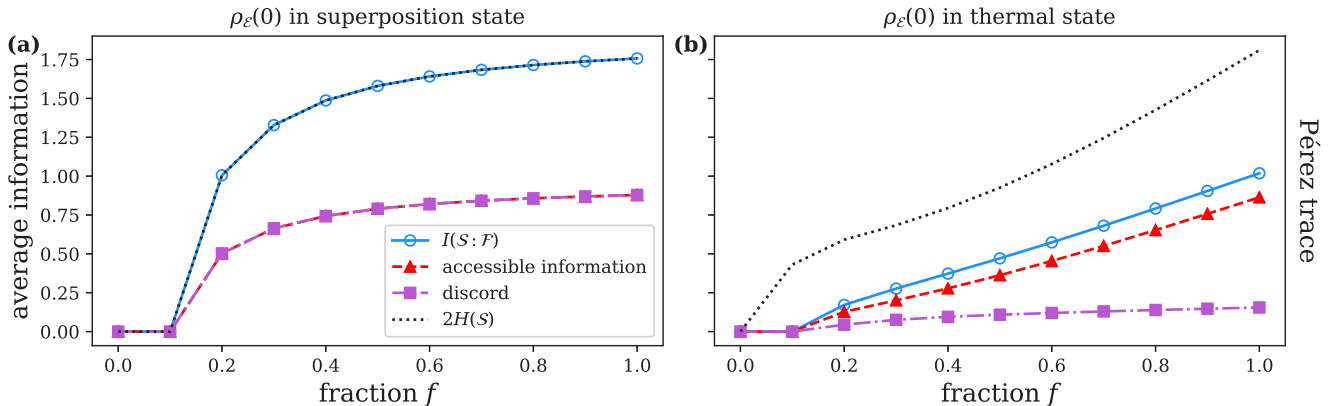 ρ_ℰ(0) in superposition state
ρ_ℰ(0) in thermal state
(a)
(b)
average information
1.75
1.50
1.25
1.00
0.75
0.50
0.25
0.00
I(𝒮 : ℱ)
accessible information
discord
2H(𝒮)
Pérez trace
0.0 0.2 0.4 0.6 0.8 1.0
0.0 0.2 0.4 0.6 0.8 1.0
fraction f
fraction f